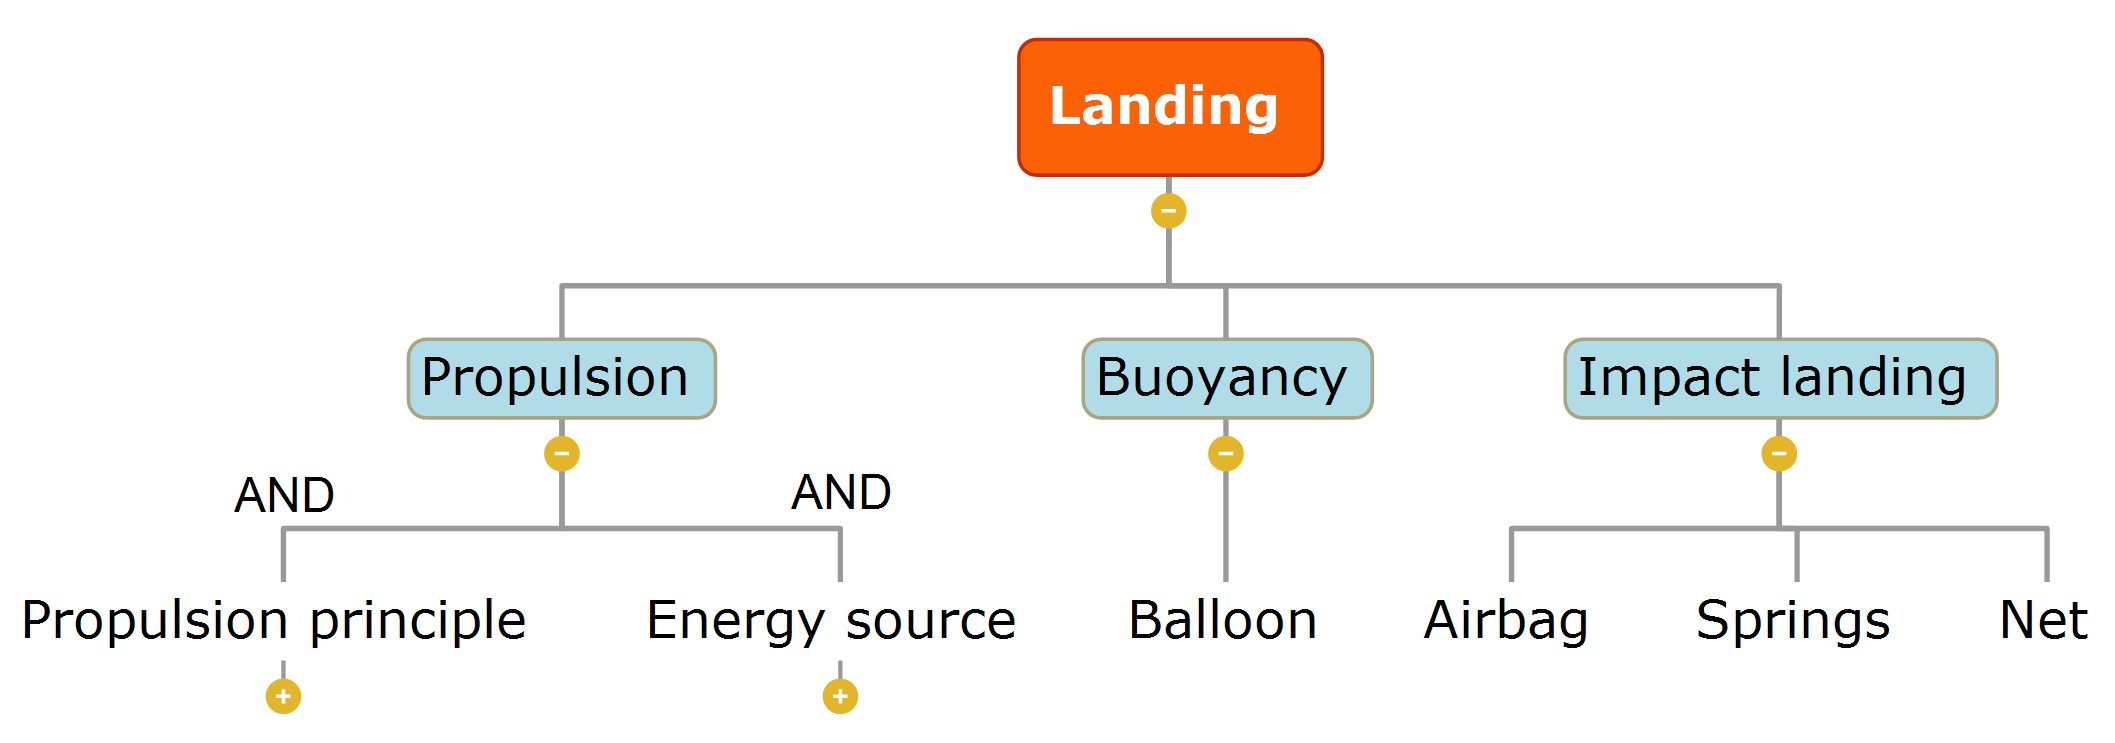 Landing
Propulsion
Buoyancy
Impact landing
AND
AND
Propulsion principle
Energy source
Balloon
Airbag
Springs
Net